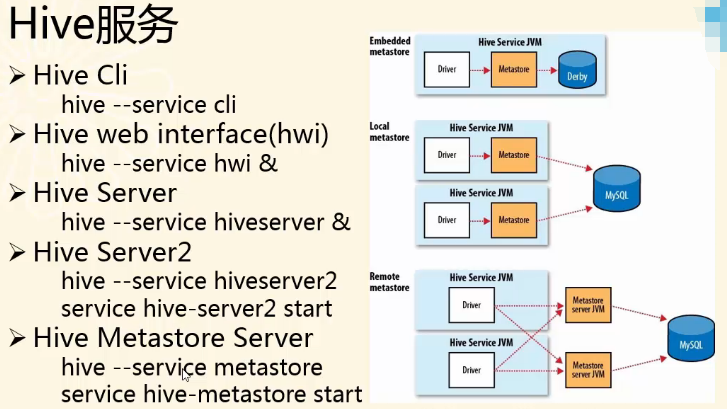 Hive服务
Hive Cli
hive --service cli
Hive web interface(hwi)
hive --service hwi &
Hive Server
hive --service hiveserver &
Hive Server2
hive --service hiveserver2
service hive-server2 start
Hive Metastore Server
hive --service metastore
service hive-metastore start
Embedded
metastore
Hive Service JVM
Driver
Metastore
Derby
Local
metastore
Hive Service JVM
Driver
Metastore
Hive Service JVM
Driver
Metastore
MySQL
Remote
metastore
Hive Service JVM
Driver
Metastore
server JVM
Hive Service JVM
Driver
Metastore
server JVM
MySQL